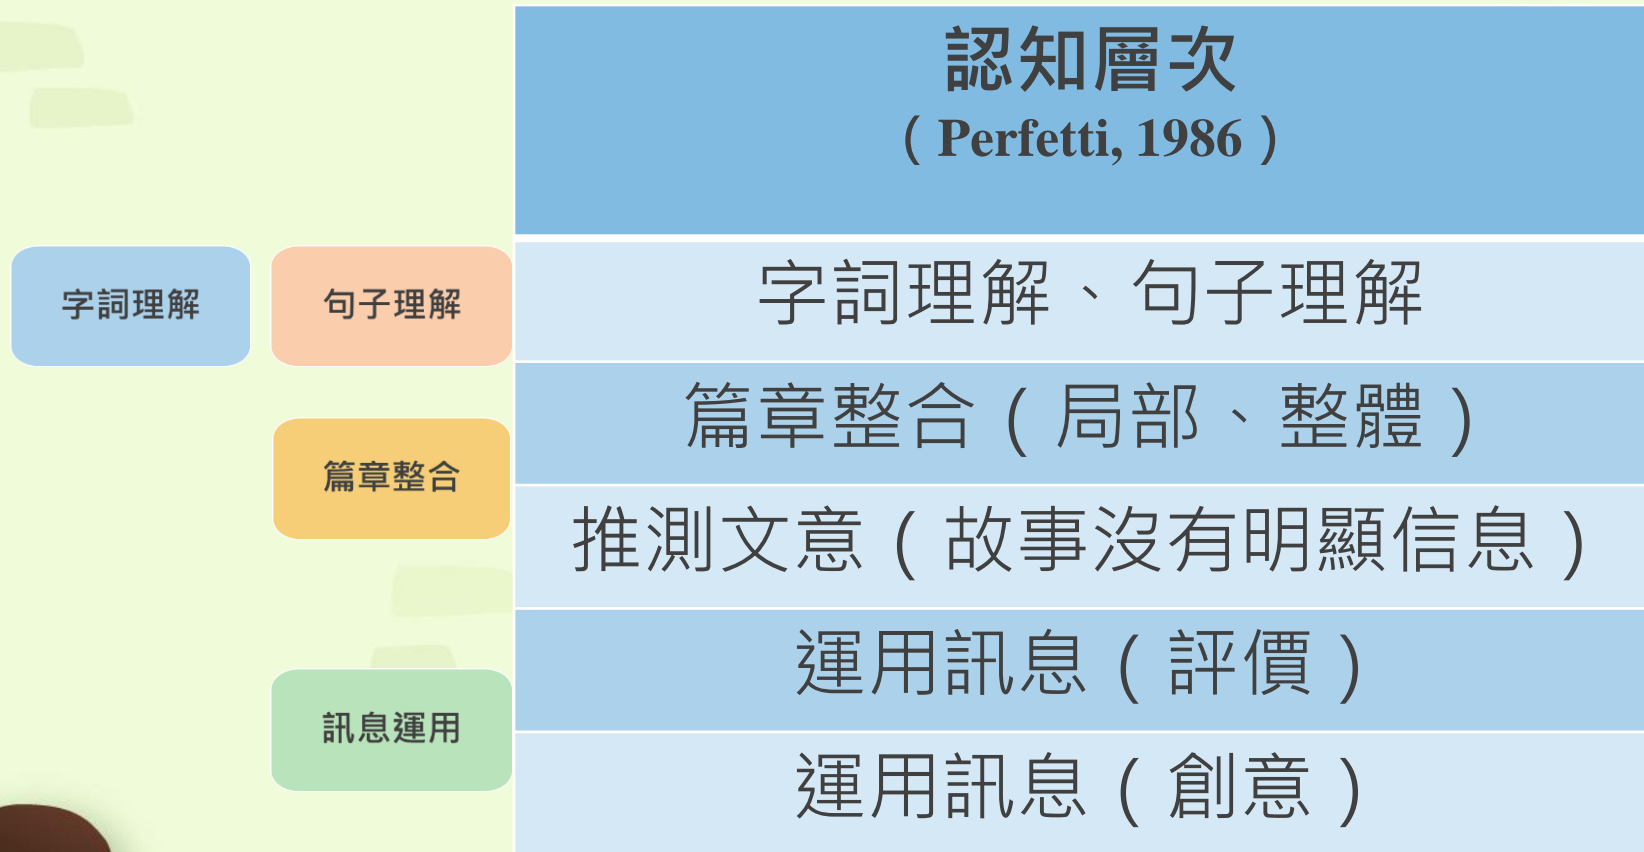 認知層次
（Perfetti, 1986）
字詞理解
句子理解
字詞理解、句子理解
篇章整合（局部、整體）
篇章整合
推測文意（故事沒有明顯信息）
運用訊息（評價）
訊息運用
運用訊息（創意）